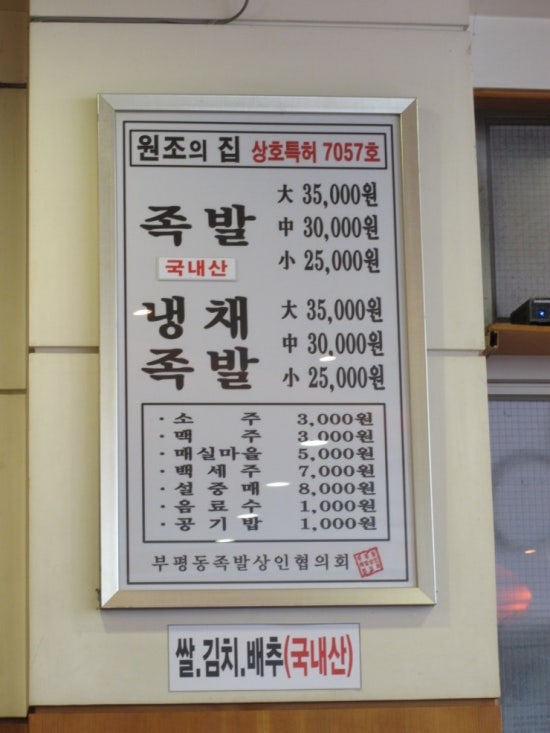 원조의 집 상호특허 7057호
족발 大 35,000원
中 30,000원
小 25,000원
국내산
냉채 족발 大 35,000원
中 30,000원
小 25,000원
· 소 주 3,000원
· 맥 주 3,000원
· 매실마을 5,000원
· 백세주 7,000원
· 설중매 8,000원
· 음료수 1,000원
· 공기밥 1,000원
부평동족발상인협의회
쌀.김치.배추(국내산)